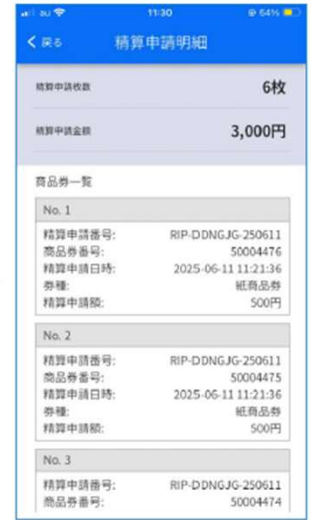 au 11:30 64%
戻る 精算申請明細
精算申請枚数 6枚
精算申請金額 3,000円
商品券一覧
No. 1
精算申請番号: RIP-DDNGJG-250611
商品券番号: 50004476
精算申請日時: 2025-06-11 11:21:36
券種: 紙商品券
精算申請額: 500円
No. 2
精算申請番号: RIP-DDNGJG-250611
商品券番号: 50004475
精算申請日時: 2025-06-11 11:21:36
券種: 紙商品券
精算申請額: 500円
No. 3
精算申請番号: RIP-DDNGJG-250611
商品券番号: 50004474